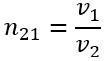 n₂₁ = v₁/v₂